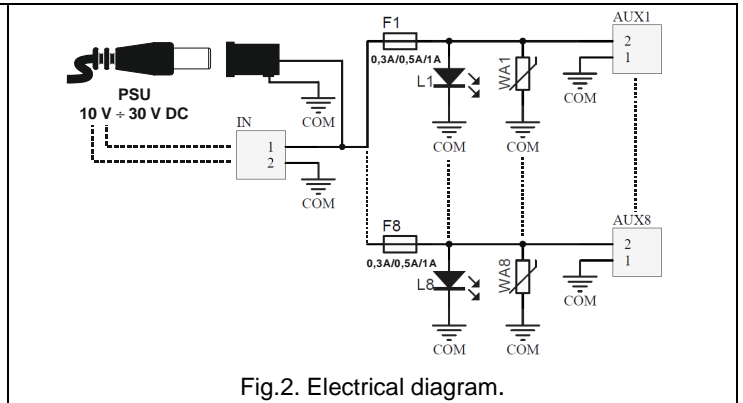 F1
AUX1
0,3A/0,5A/1A
2
1
L1
WA1
COM
COM
COM
COM
PSU
10 V ÷ 30 V DC
IN
1
2
COM
F8
AUX8
0,3A/0,5A/1A
2
1
L8
WA8
COM
COM
COM
Fig.2. Electrical diagram.